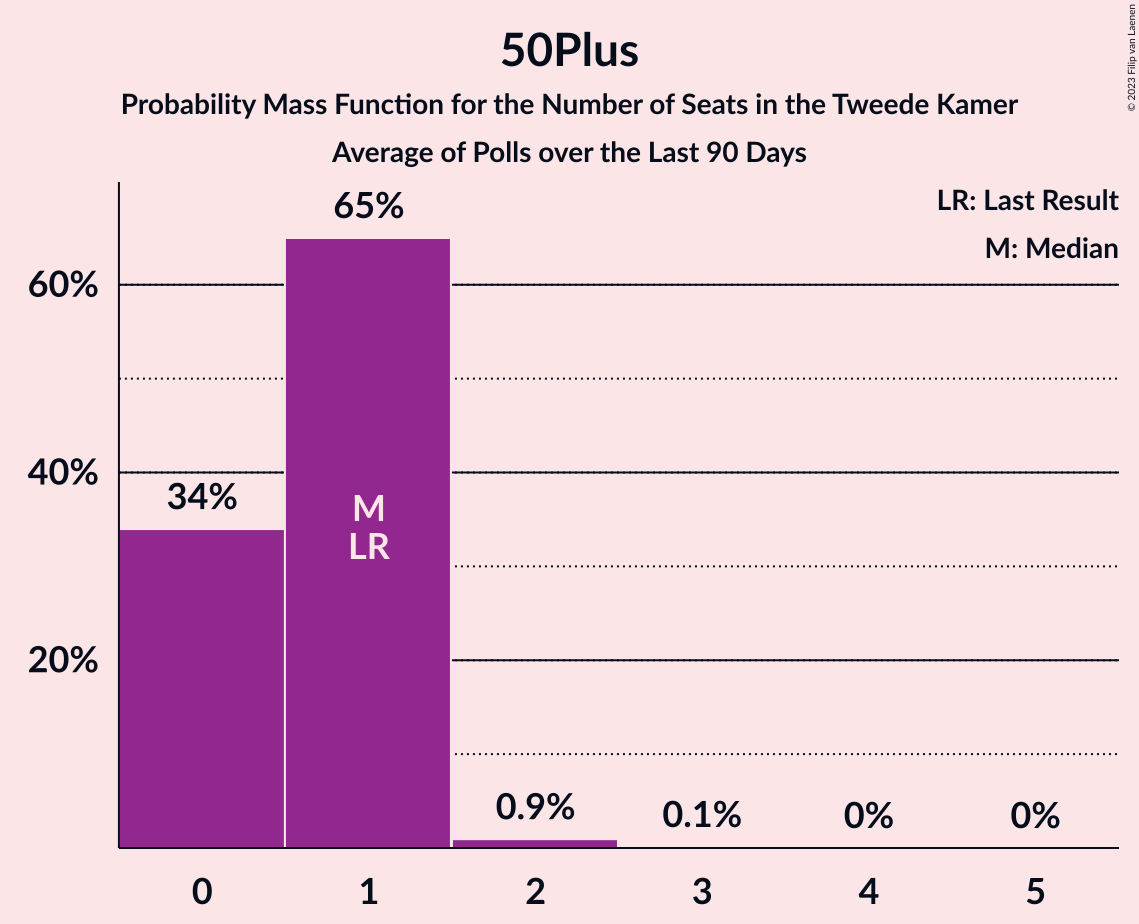 50Plus
Probability Mass Function for the Number of Seats in the Tweede Kamer
Average of Polls over the Last 90 Days
© 2023 Filip van Laenen
LR: Last Result
M: Median
65%
60%
40%
34%
M
LR
20%
0.9%
0.1%
0%
0%
0
1
2
3
4
5